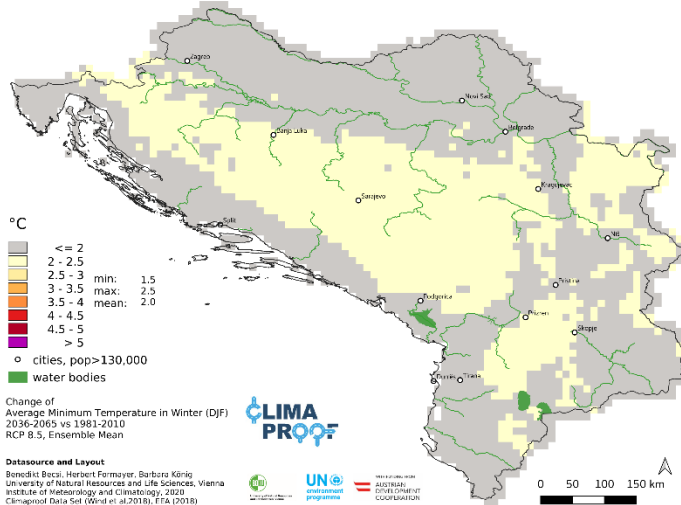 Zagreb
Novi Sad
Belgrade
Banja Luka
Kragujevac
Sarajevo
Split
Niš
Pristina
Podgorica
Prizren
Skopje
Durrës
Tirana
°C
<= 2
2 - 2.5
2.5 - 3
3 - 3.5
3.5 - 4
4 - 4.5
4.5 - 5
> 5
min: 1.5
max: 2.5
mean: 2.0
cities, pop>130,000
water bodies
Change of
Average Minimum Temperature in Winter (DJF)
2036-2065 vs 1981-2010
RCP 8.5, Ensemble Mean
CLIMA
PROOF
Datasource and Layout
Benedikt Becsi, Herbert Formayer, Barbara König
University of Natural Resources and Life Sciences, Vienna
Institute of Meteorology and Climatology, 2020
Climaproof Data Set (Wind et al,2018), EEA (2018)
UN
environment
programme
AUSTRIAN
DEVELOPMENT
COOPERATION
0 50 100 150 km